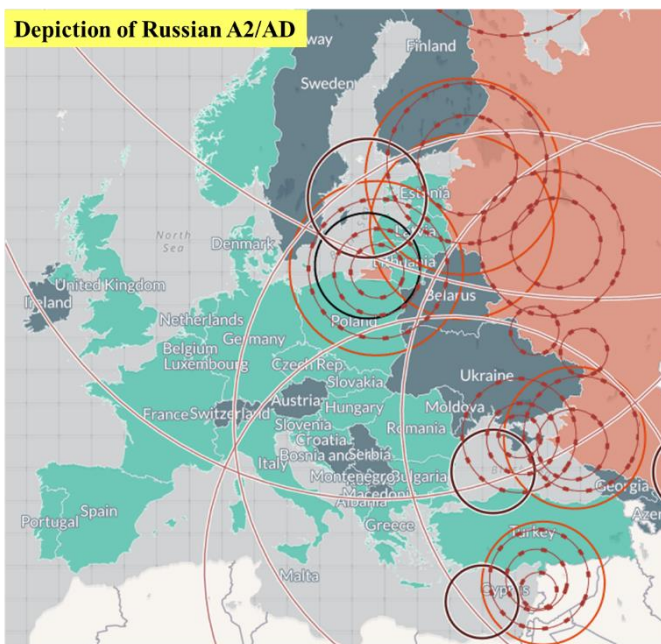 Depiction of Russian A2/AD
way
Finland
Sweden
Estonia
North
Sea
Denmark
Lithuania
United Kingdom
Ireland
Belarus
Netherlands
Poland
Germany
Belgium
Luxembourg
Czech Rep.
Ukraine
Slovakia
Austria
Moldova
France
Switzerland
Hungary
Slovenia
Romania
Croatia
Bosnia and
Serbia
Italy
Montenegro
Bulgaria
Georgia
Macedoni
Albania
Azer
Portugal
Spain
Greece
Turkey
Malta
Cyprus